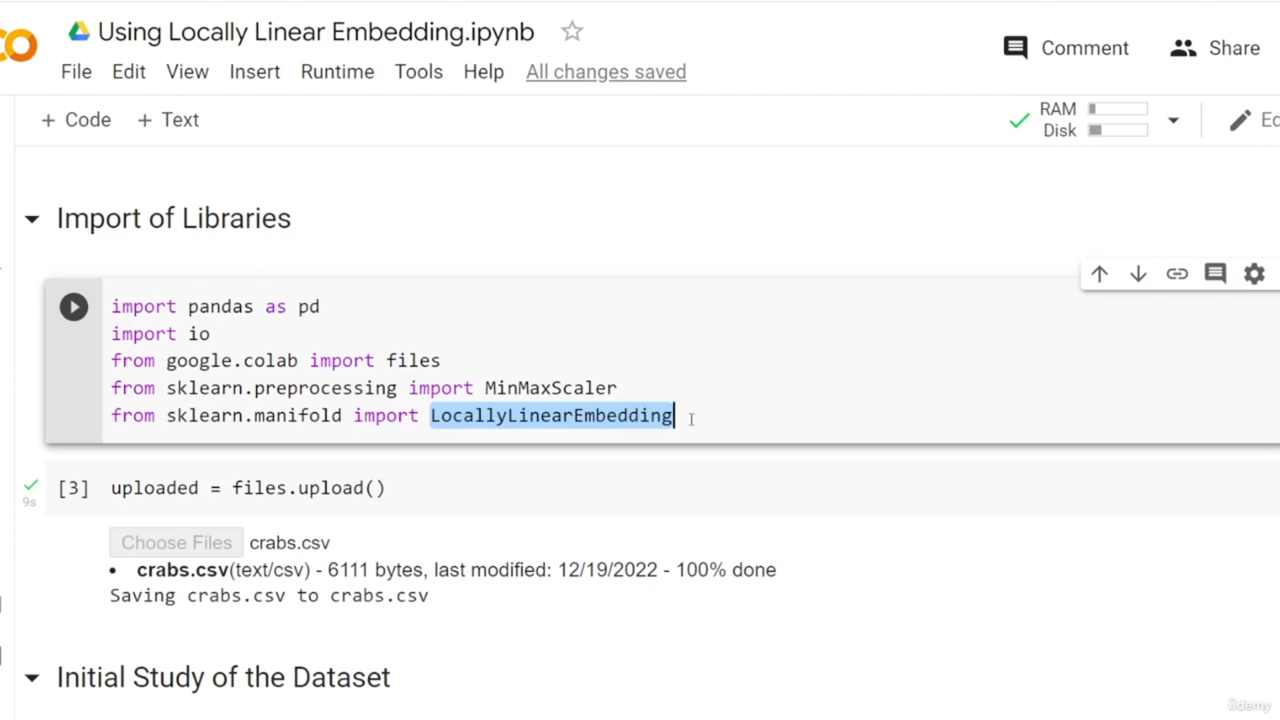 Using Locally Linear Embedding.ipynb
Comment
Share
File Edit View Insert Runtime Tools Help All changes saved
+ Code + Text
RAM
Disk
Import of Libraries
import pandas as pd
import io
from google.colab import files
from sklearn.preprocessing import MinMaxScaler
from sklearn.manifold import LocallyLinearEmbedding
[3] uploaded = files.upload()
9s
Choose Files crabs.csv
• crabs.csv(text/csv) - 6111 bytes, last modified: 12/19/2022 - 100% done
Saving crabs.csv to crabs.csv
Initial Study of the Dataset
ûdemy